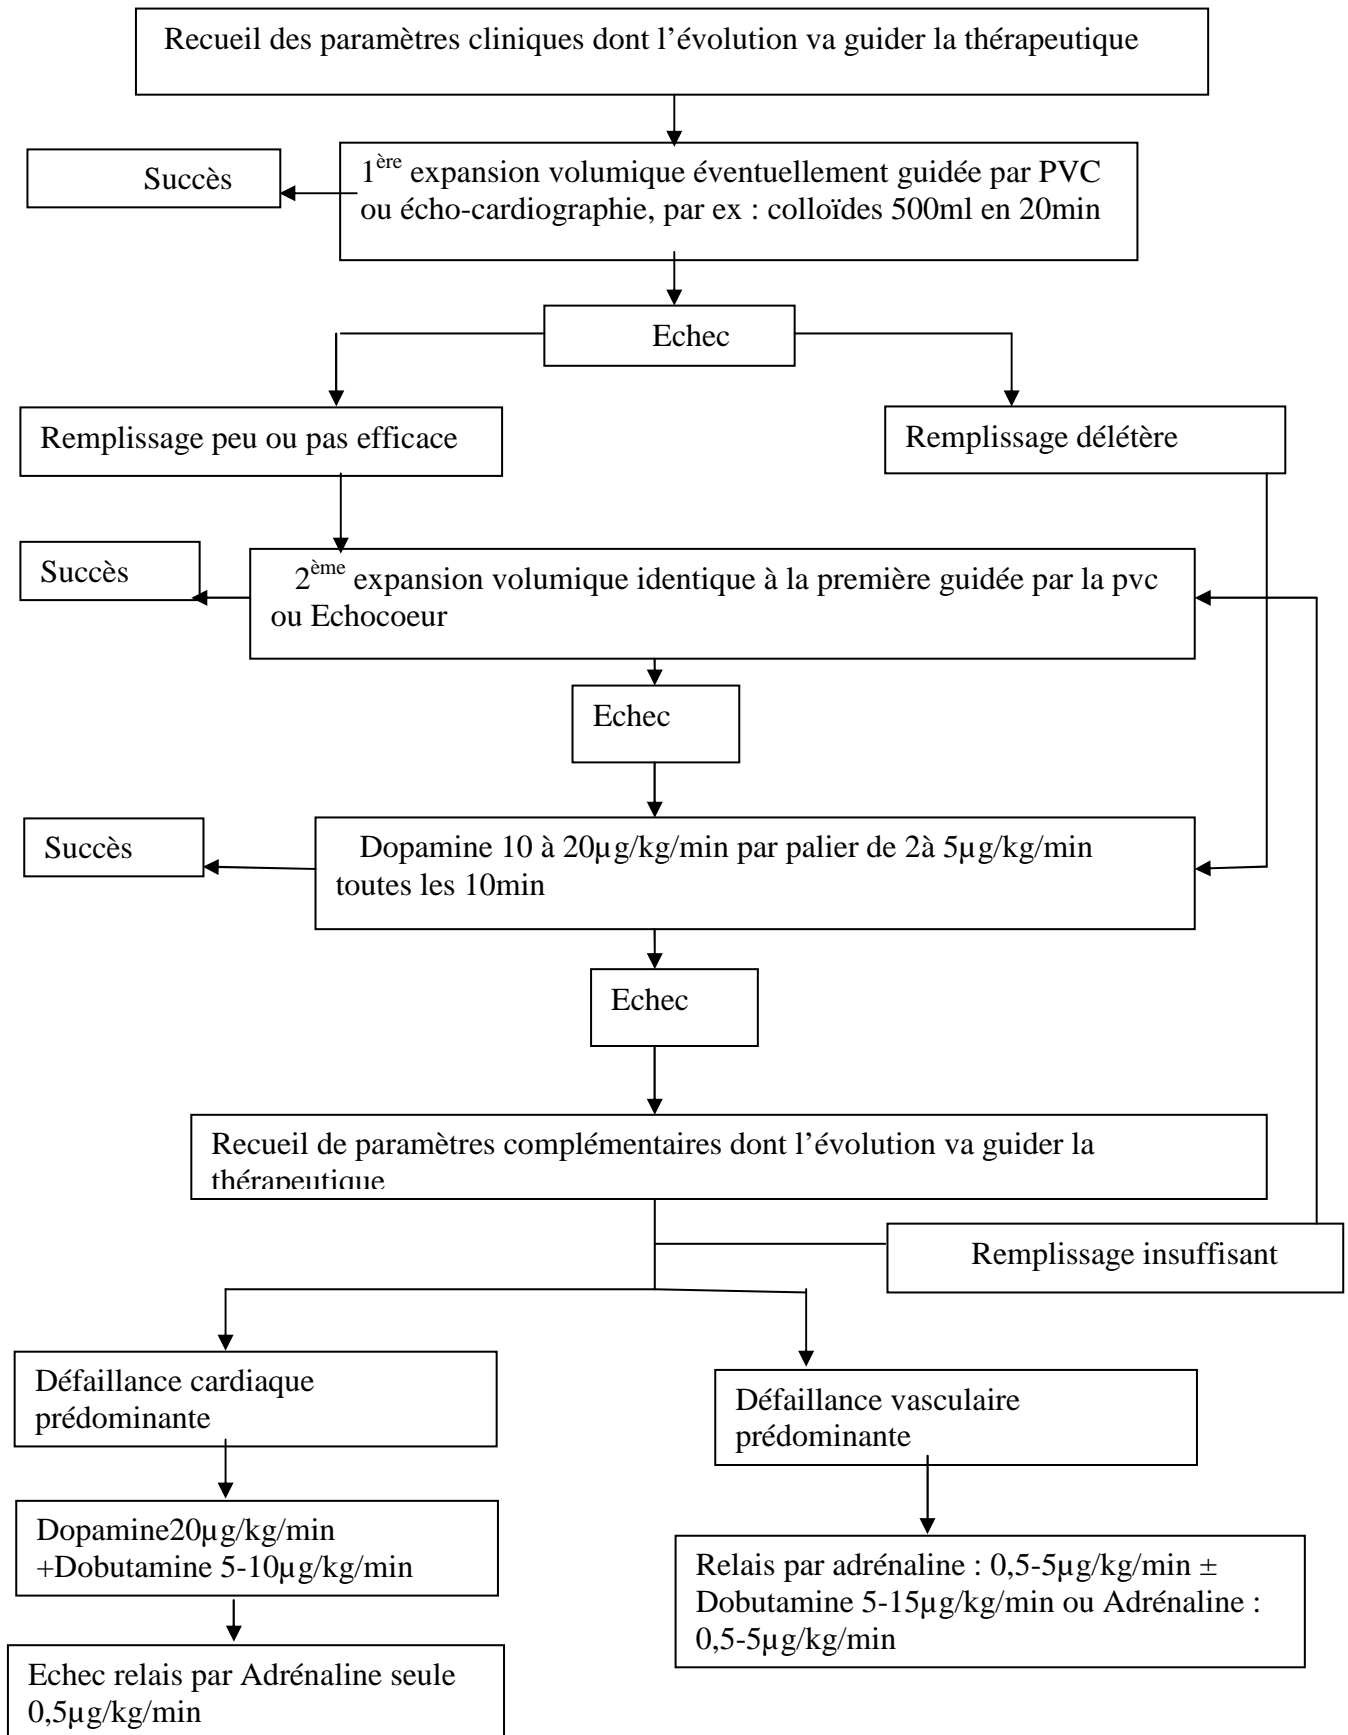 Recueil des paramètres cliniques dont l’évolution va guider la thérapeutique
Succès
1ère expansion volumique éventuellement guidée par PVC
ou écho-cardiographie, par ex : colloïdes 500ml en 20min
Echec
Remplissage peu ou pas efficace
Remplissage délétère
Succès
2ème expansion volumique identique à la première guidée par la pvc
ou Echocoeur
Echec
Succès
Dopamine 10 à 20µg/kg/min par palier de 2à 5µg/kg/min
toutes les 10min
Echec
Recueil de paramètres complémentaires dont l’évolution va guider la
thérapeutique
Remplissage insuffisant
Défaillance cardiaque
prédominante
Défaillance vasculaire
prédominante
Dopamine20µg/kg/min
+Dobutamine 5-10µg/kg/min
Relais par adrénaline : 0,5-5µg/kg/min ±
Dobutamine 5-15µg/kg/min ou Adrénaline :
0,5-5µg/kg/min
Echec relais par Adrénaline seule
0,5µg/kg/min